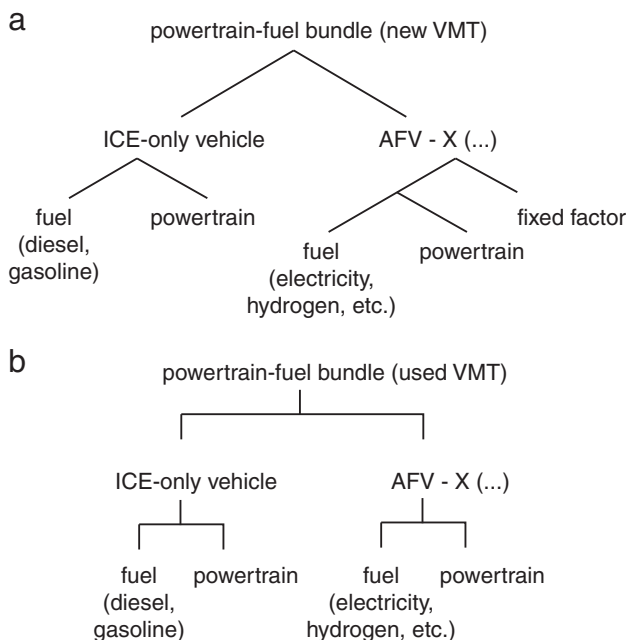 a
powertrain-fuel bundle (new VMT)
ICE-only vehicle
AFV - X (...)
fuel
(diesel,
gasoline)
powertrain
fixed factor
fuel
(electricity,
hydrogen, etc.)
powertrain
b
powertrain-fuel bundle (used VMT)
ICE-only vehicle
AFV - X (...)
fuel
(diesel,
gasoline)
powertrain
fuel
(electricity,
hydrogen, etc.)
powertrain